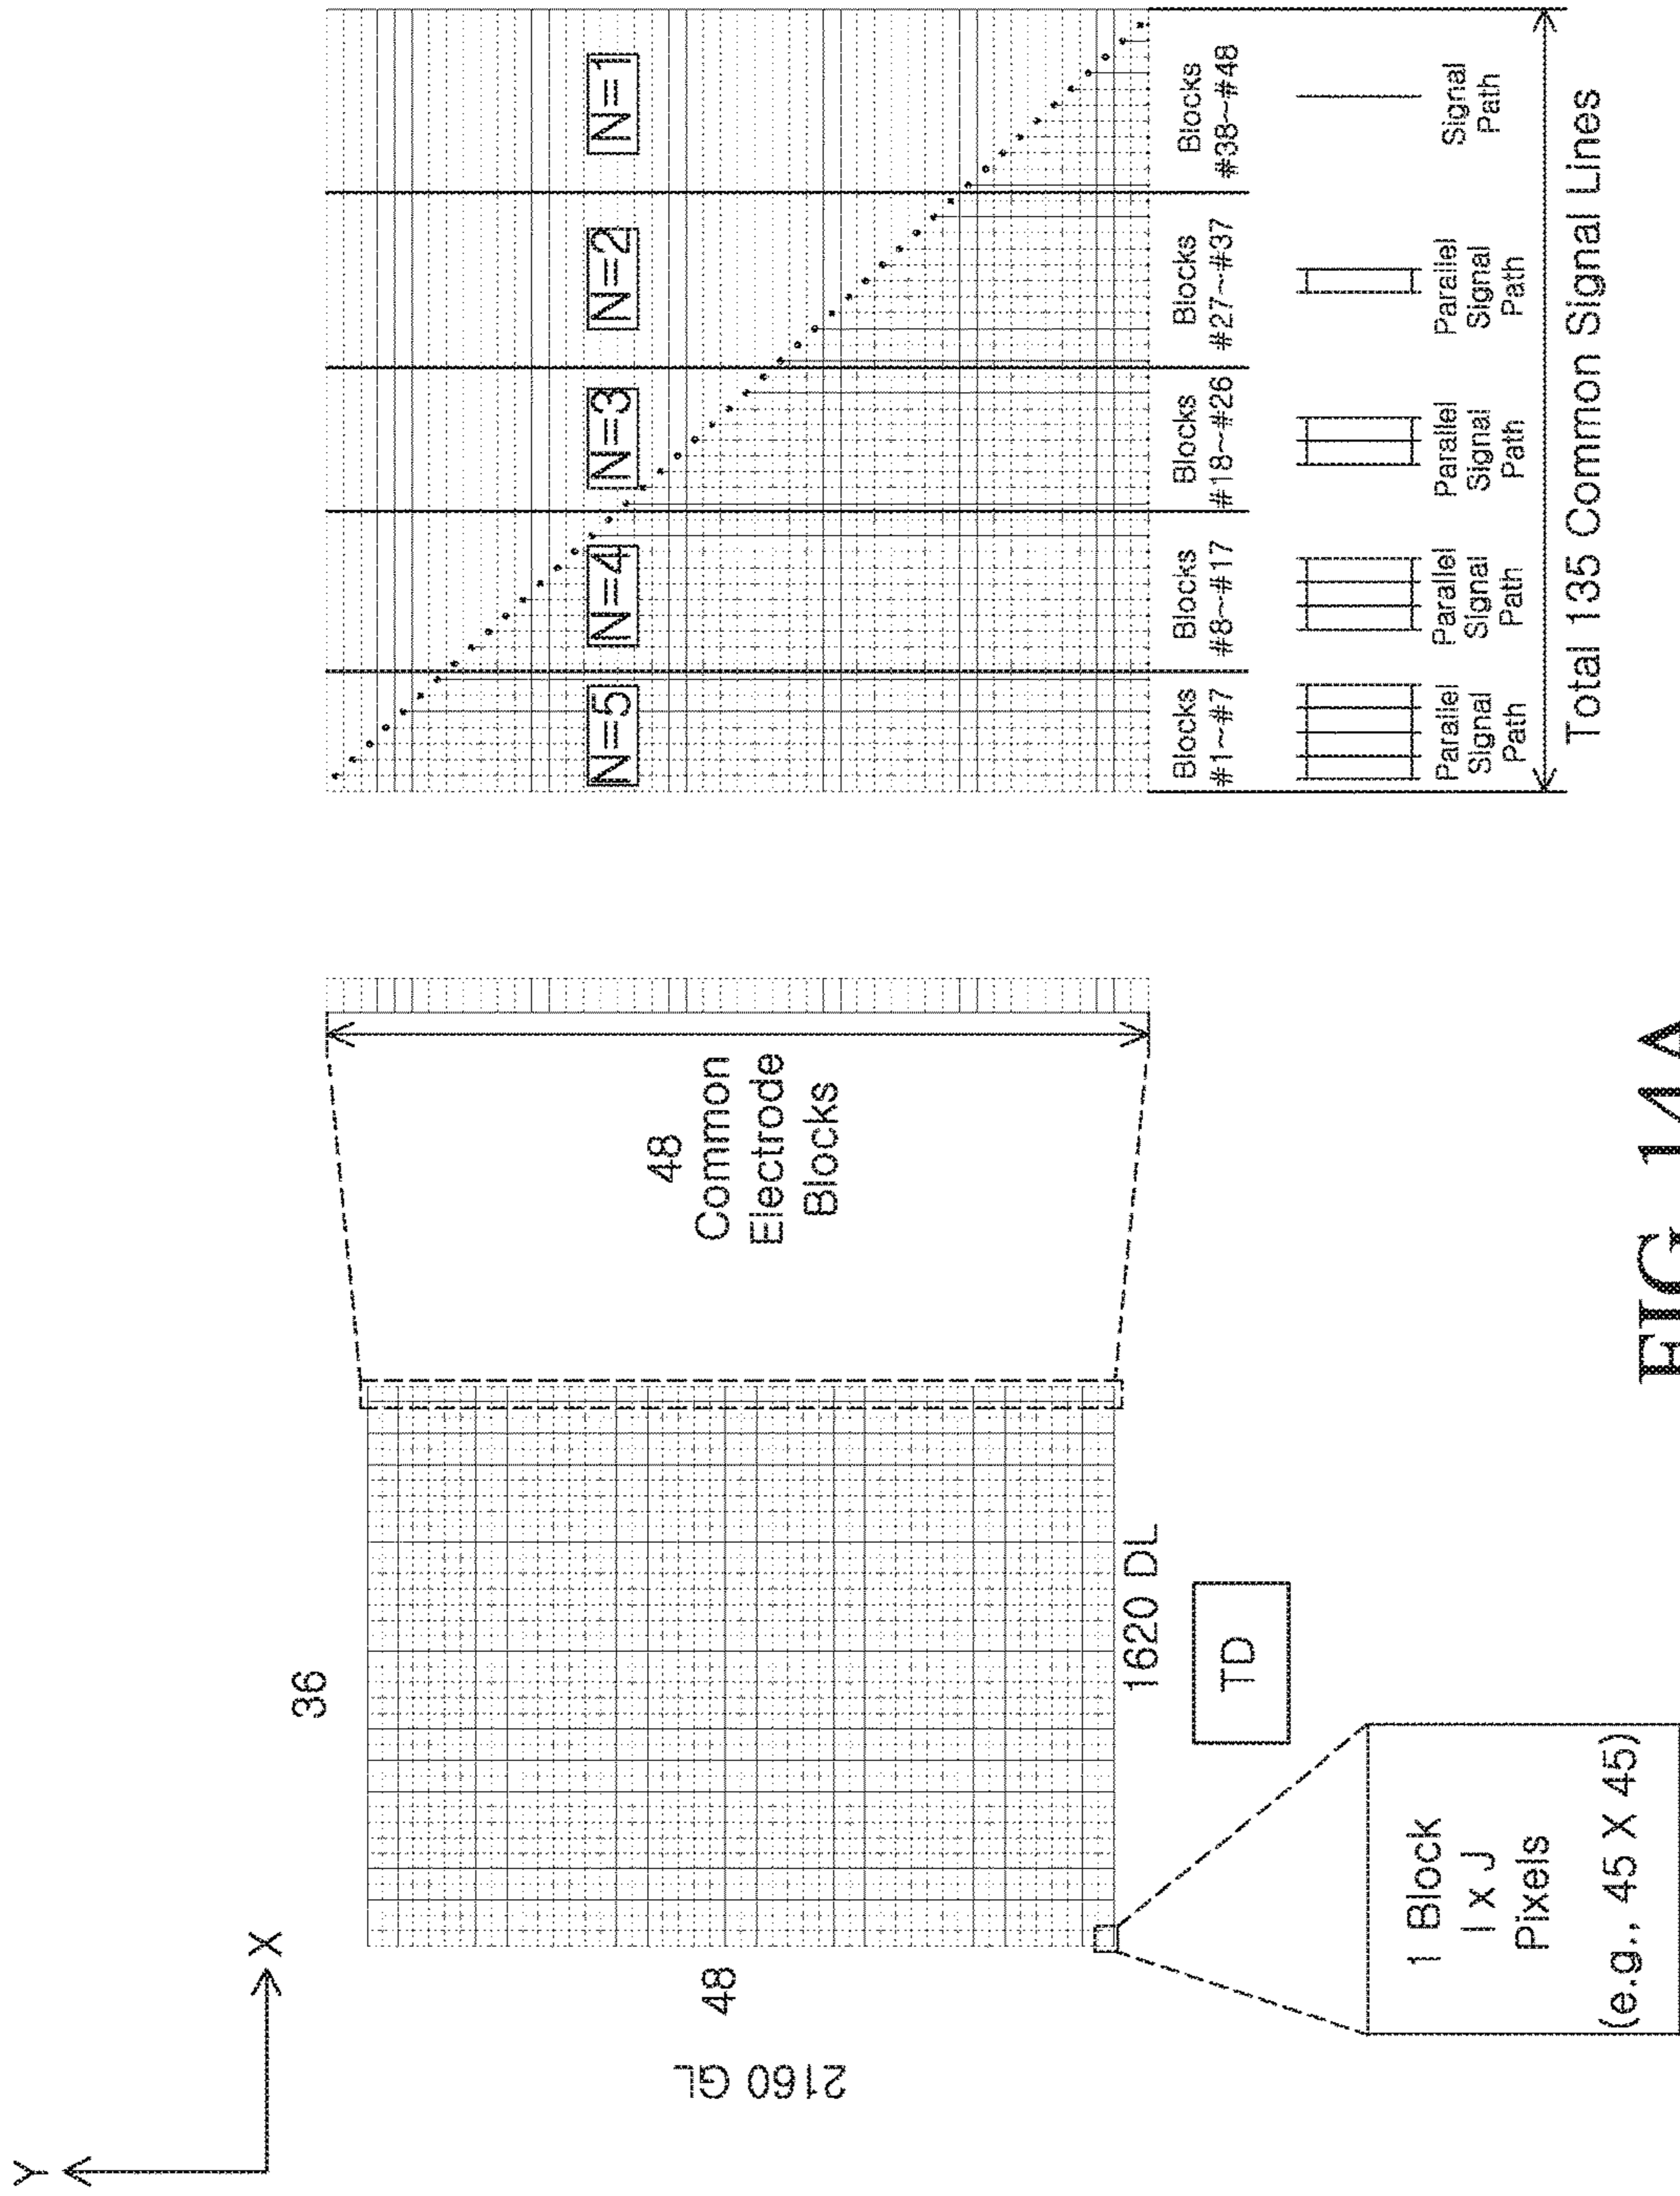 Y
X
36
48
2160 GL
1620 DL
TD
1 Block
I x J
Pixels
(e.g., 45 X 45)
48
Common
Electrode
Blocks
N=5
N=4
N=3
N=2
N=1
Blocks
#1~#7
Blocks
#8~#17
Blocks
#18~#26
Blocks
#27~#37
Blocks
#38~#48
Parallel
Signal
Path
Parallel
Signal
Path
Parallel
Signal
Path
Parallel
Signal
Path
Signal
Path
Total 135 Common Signal Lines
FIG. 14A